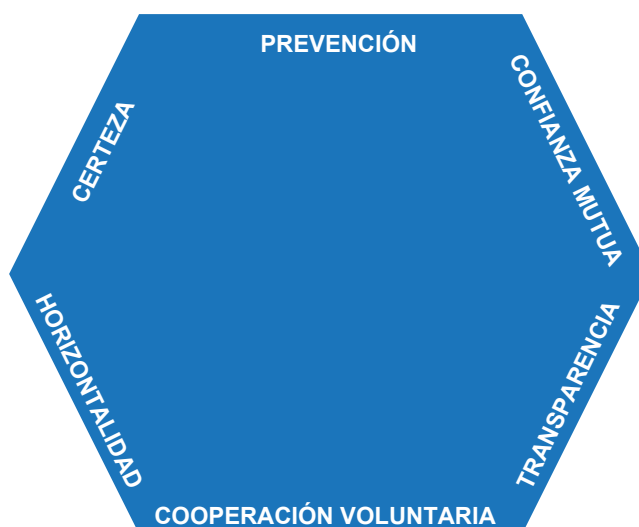 PREVENCIÓN
CONFIANZA MUTUA
CERTEZA
HORIZONTALIDAD
TRANSPARENCIA
COOPERACIÓN VOLUNTARIA